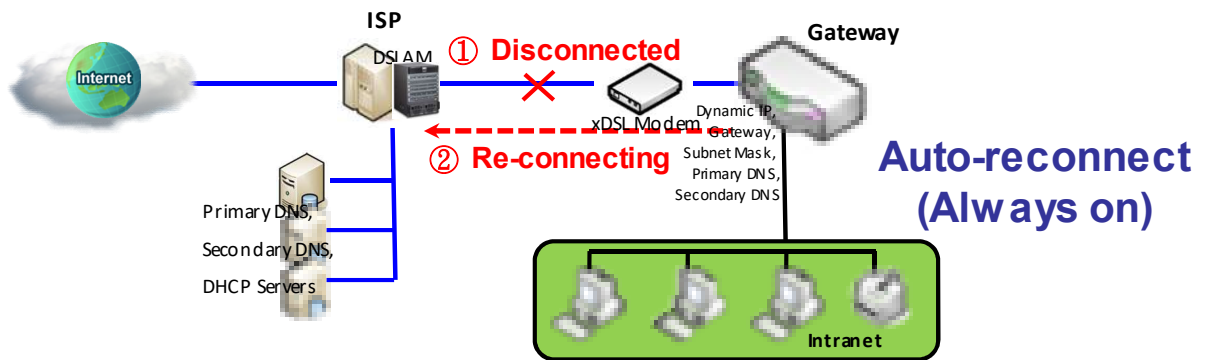 ISP
Internet
DSLAM
① Disconnected
Gateway
xDSL Modem
Dynamic IP,
Gateway,
Subnet Mask,
Primary DNS,
Secondary DNS
② Re-connecting
Auto-reconnect
(Always on)
Primary DNS,
Secondary DNS,
DHCP Servers
Intranet